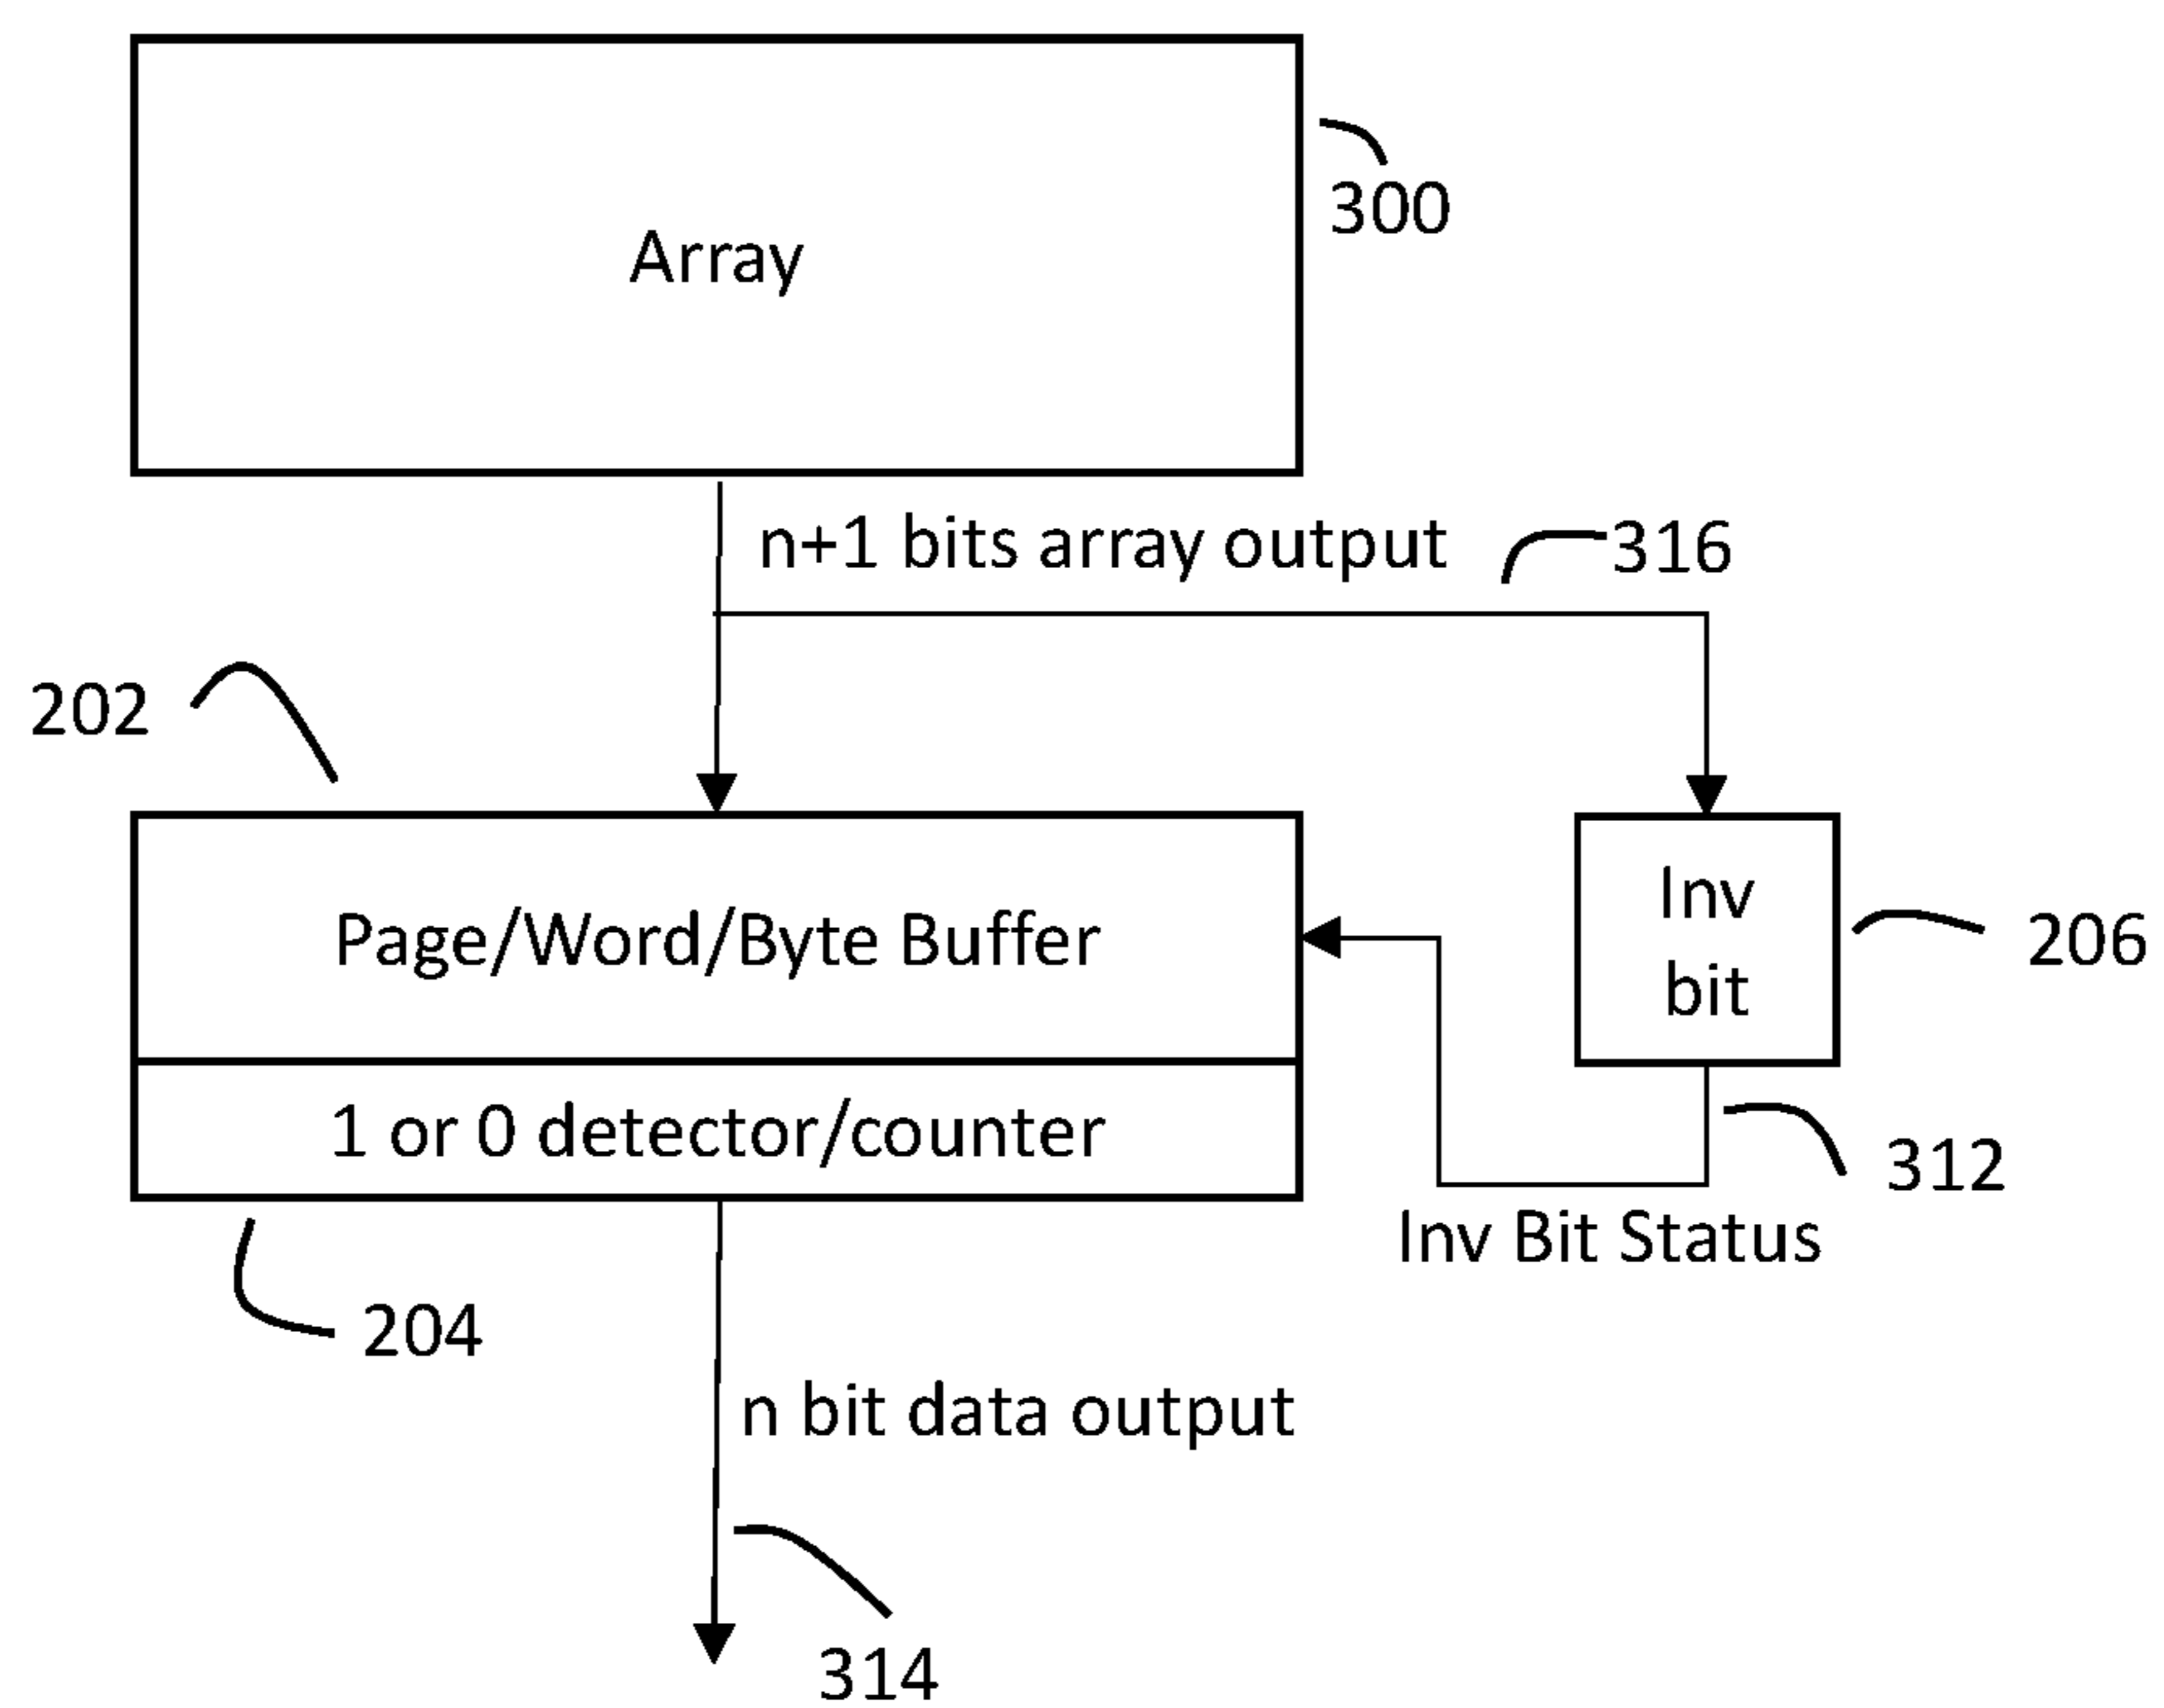 Array
300
n+1 bits array output
316
202
Page/Word/Byte Buffer
Inv
bit
206
1 or 0 detector/counter
312
Inv Bit Status
204
n bit data output
314